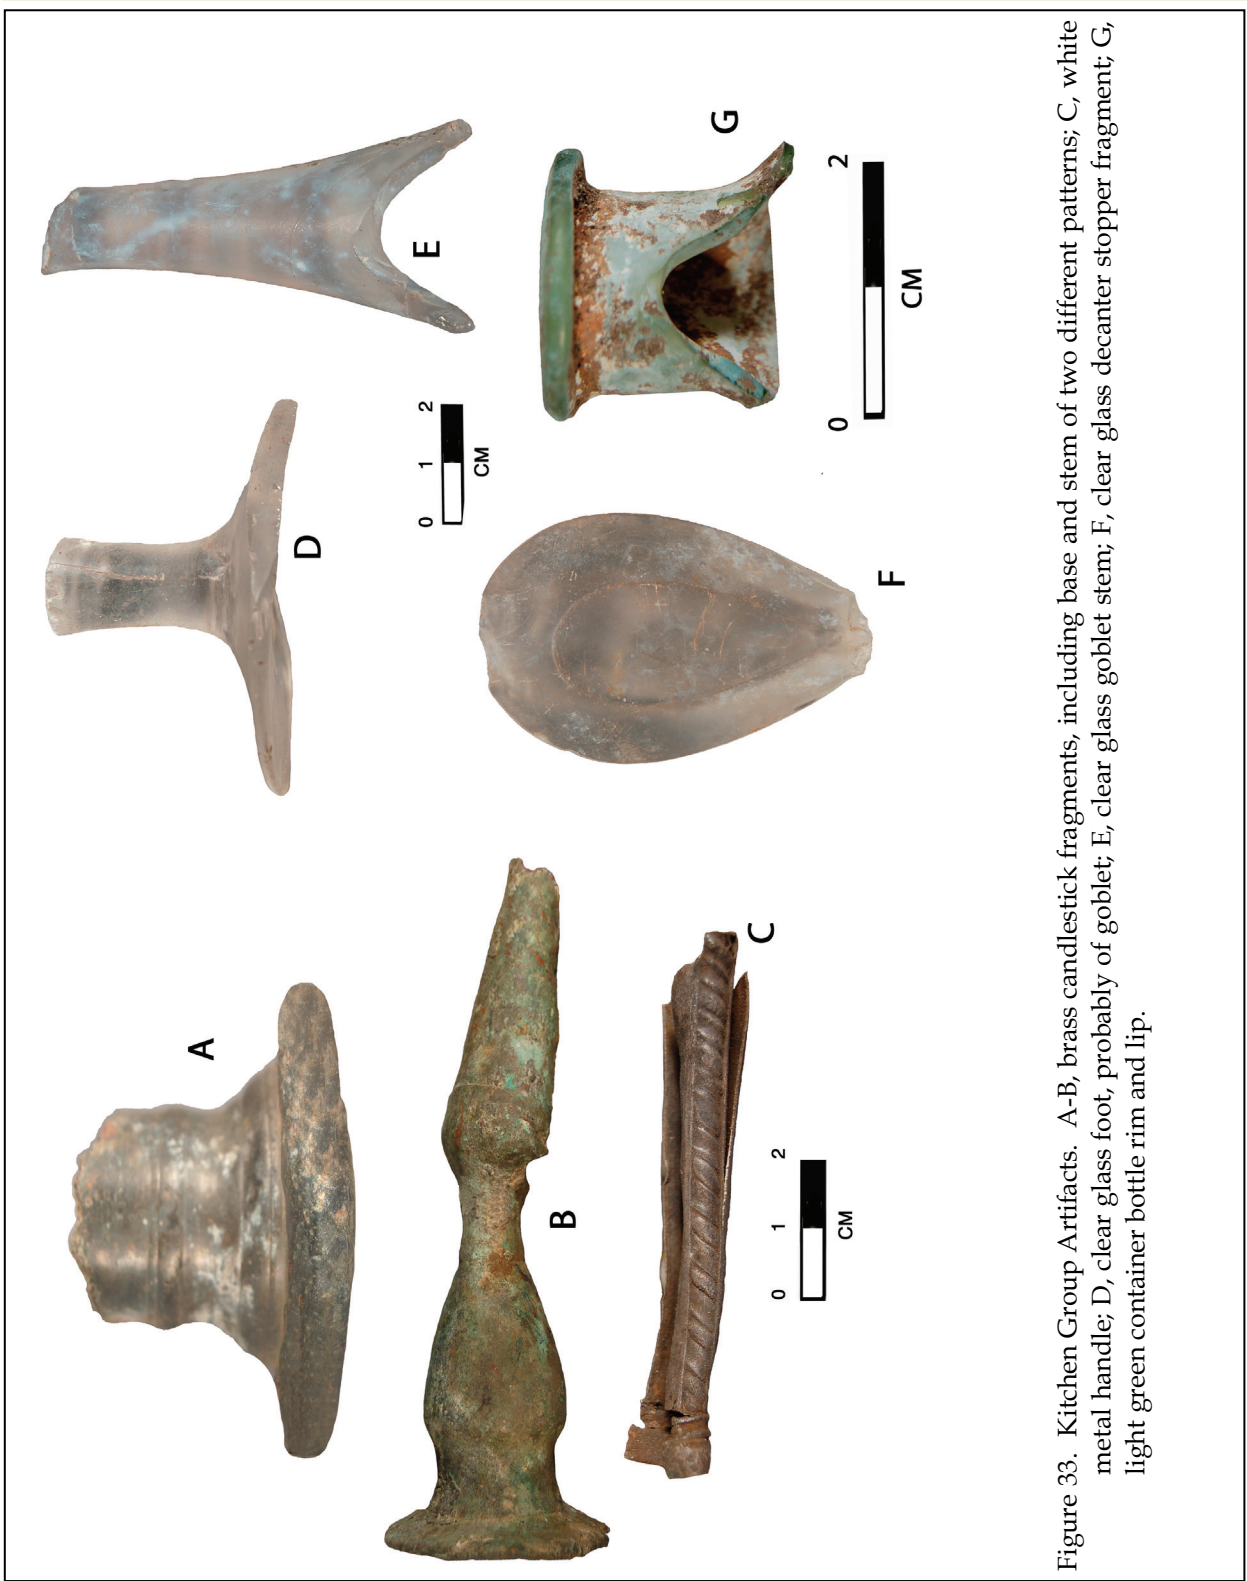 A
B
C
0 1 2
CM
D
E
0 1 2
CM
F
G
0 2
CM
Figure 33. Kitchen Group Artifacts. A-B, brass candlestick fragments, including base and stem of two different patterns; C, white
metal handle; D, clear glass foot, probably of goblet; E, clear glass goblet stem; F, clear glass decanter stopper fragment; G,
light green container bottle rim and lip.